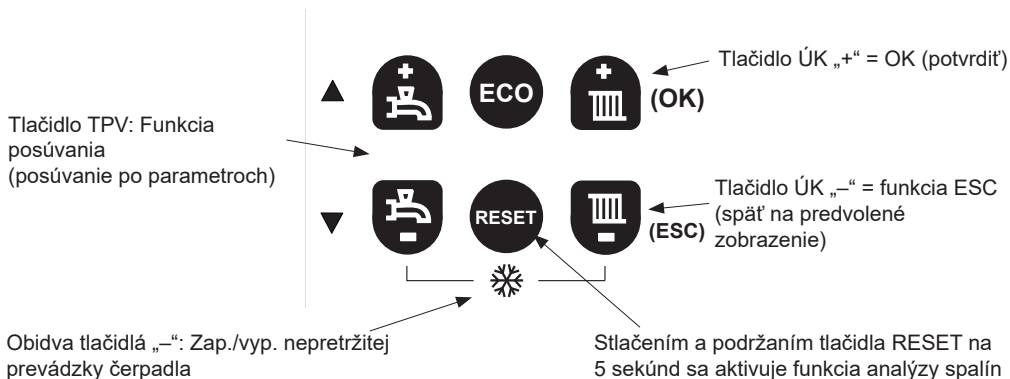 Tlačidlo ÚK „+“ = OK (potvrdiť)
ECO
(OK)
Tlačidlo TPV: Funkcia
posúvania
(posúvanie po parametroch)
Tlačidlo ÚK „–“ = funkcia ESC
(späť na predvolené
zobrazenie)
RESET
(ESC)
Obidva tlačidlá „–“: Zap./vyp. nepretržitej
prevádzky čerpadla
Stlačením a podržaním tlačidla RESET na
5 sekúnd sa aktivuje funkcia analýzy spalín